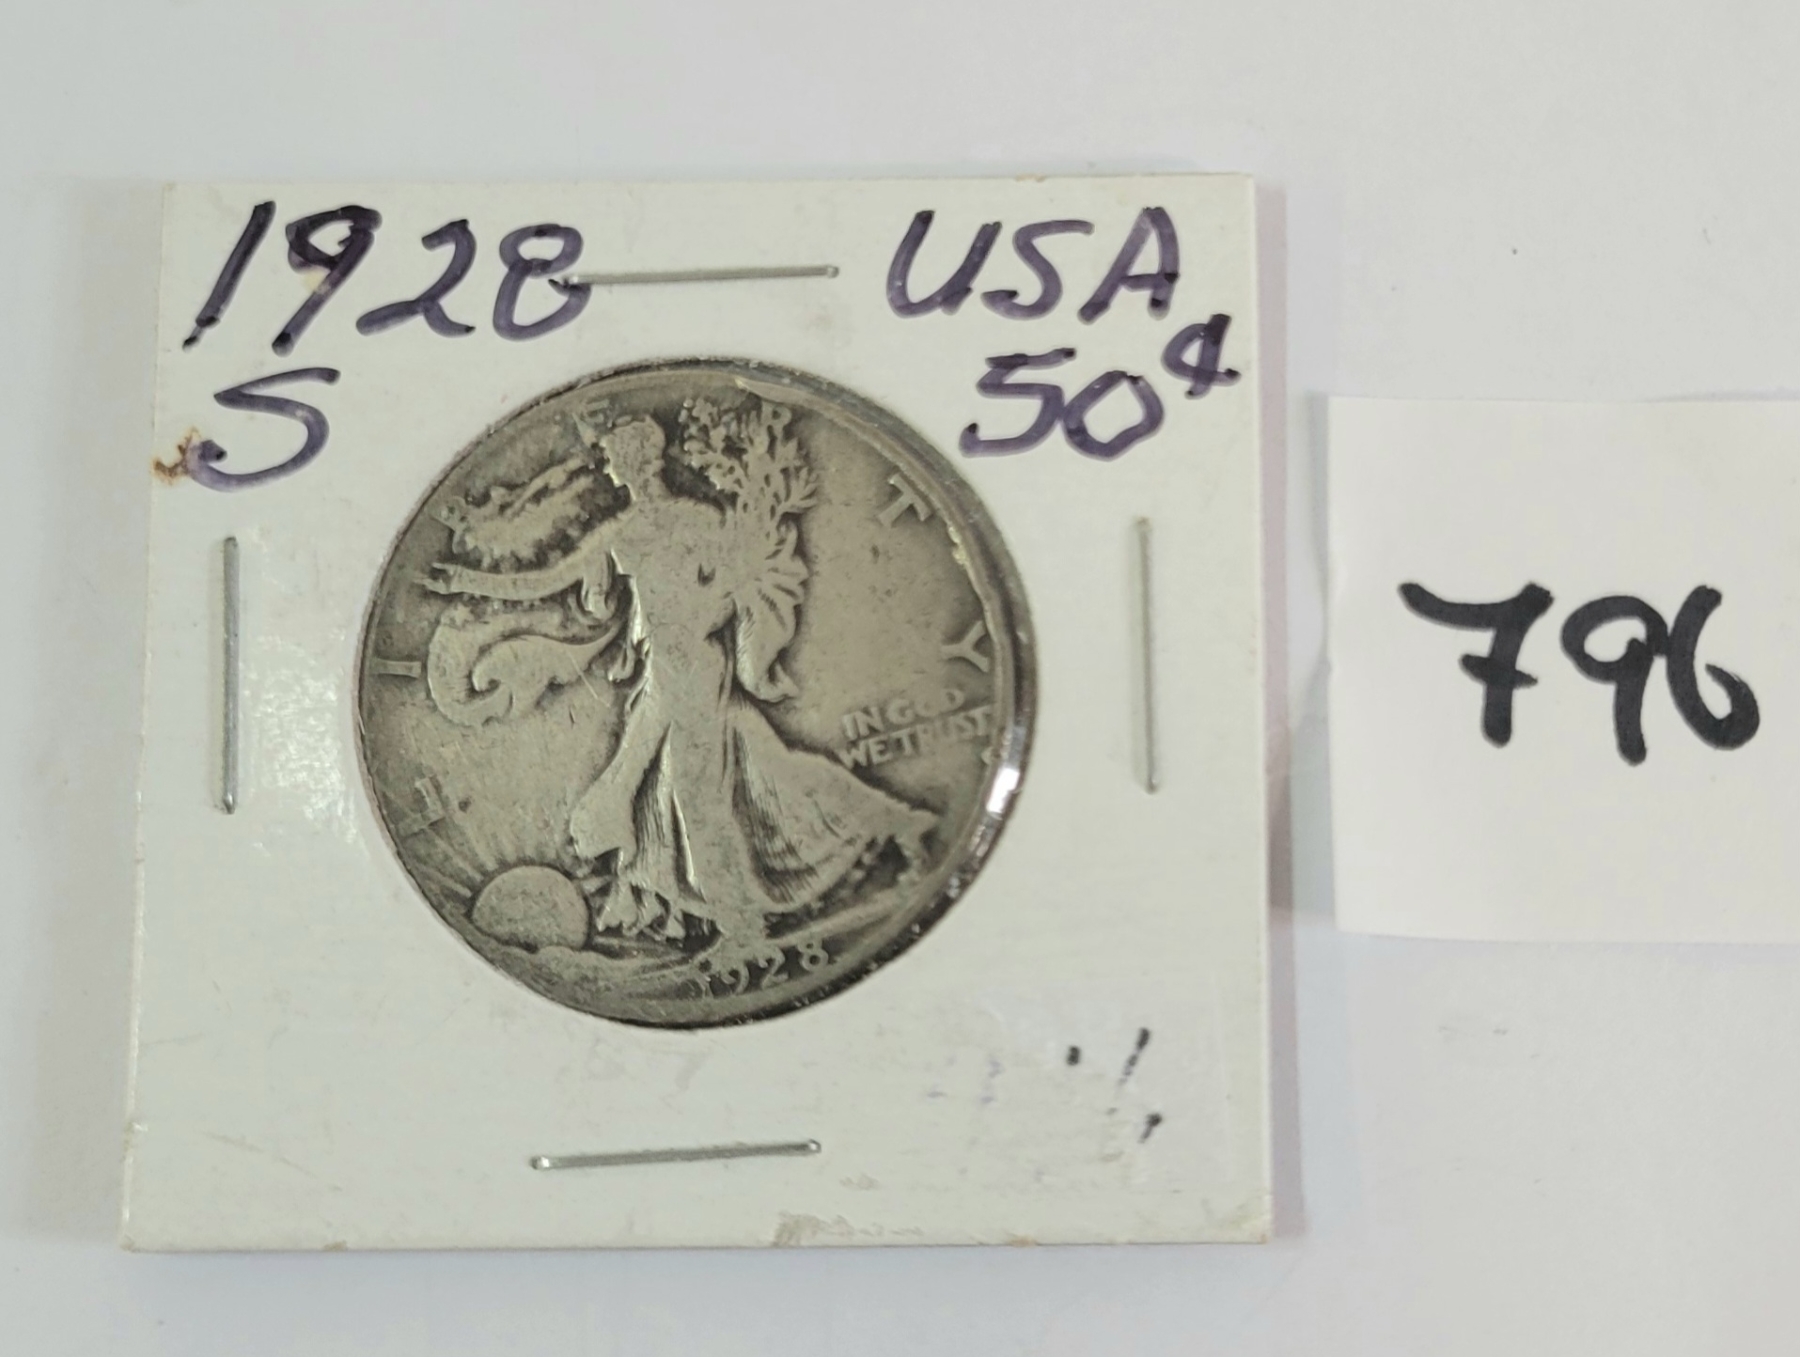 1928 USA
S 50¢
LIBERTY
IN GOD
WE TRUST
1928
796